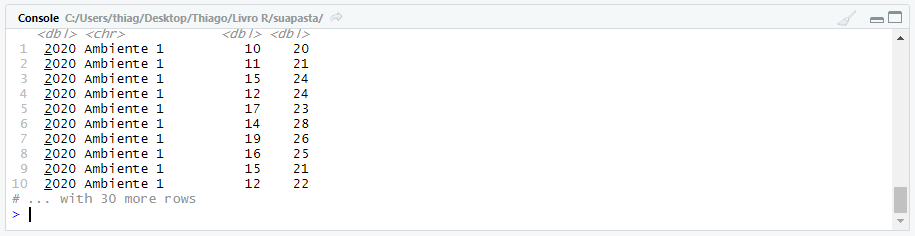 Console C:/Users/thiag/Desktop/Thiago/Livro R/suapasta/
<dbl> <chr> <dbl> <dbl>
1 2020 Ambiente 1 10 20
2 2020 Ambiente 1 11 21
3 2020 Ambiente 1 15 24
4 2020 Ambiente 1 12 24
5 2020 Ambiente 1 17 23
6 2020 Ambiente 1 14 28
7 2020 Ambiente 1 19 26
8 2020 Ambiente 1 16 25
9 2020 Ambiente 1 15 21
10 2020 Ambiente 1 12 22
# ... with 30 more rows
>